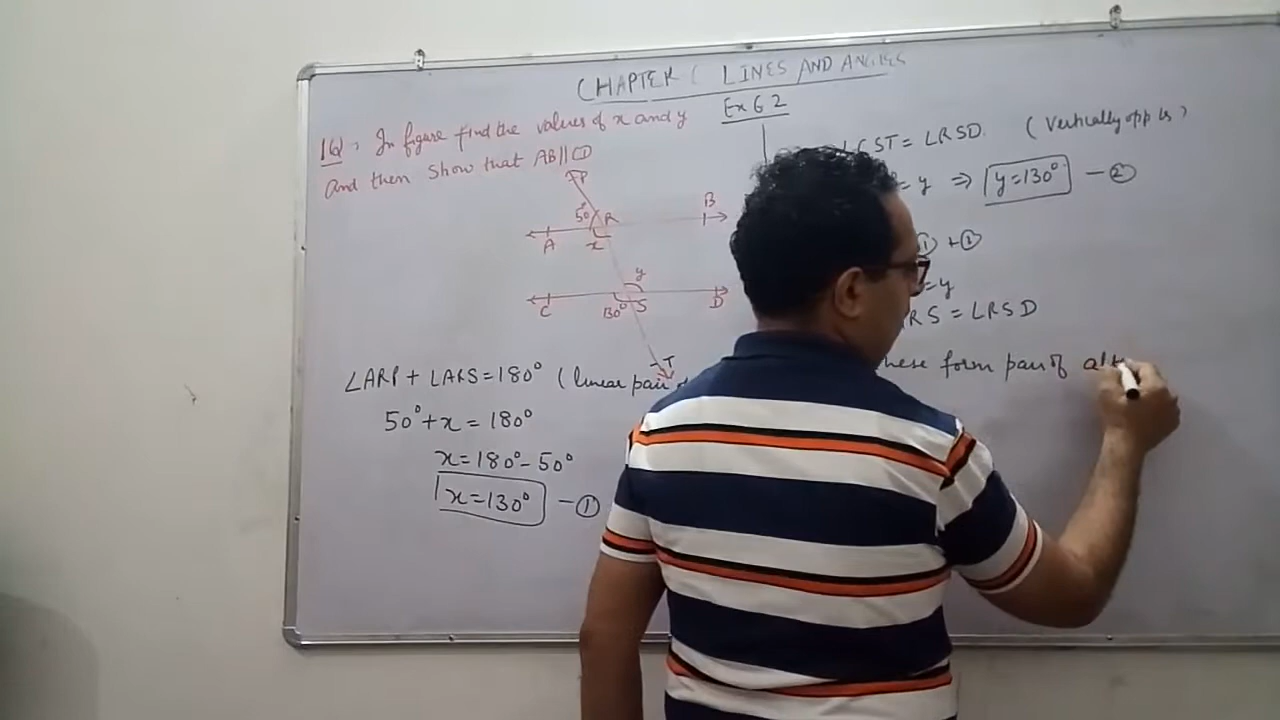 CHAPTER ( LINES AND ANGLES
Ex 6 2
1Q. In figure find the values of x and y
and then show that AB||CD
P
50°
R
B
A
x
y
C
130°
S
D
T
∠ARP + ∠ARS = 180° (linear pair
50° + x = 180°
x = 180° - 50°
x = 130° - ①
CST = ∠RSD. (Vertically opp ∠s)
= y ⇒ y = 130° - ②
① + ②
= y
RS = ∠RSD
hese form pair of alt